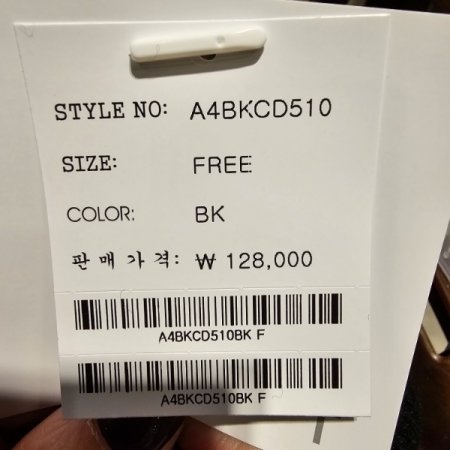 STYLE NO: A4BKCD510
SIZE: FREE
COLOR: BK
판매가격: ₩ 128,000
A4BKCD510BK F
A4BKCD510BK F